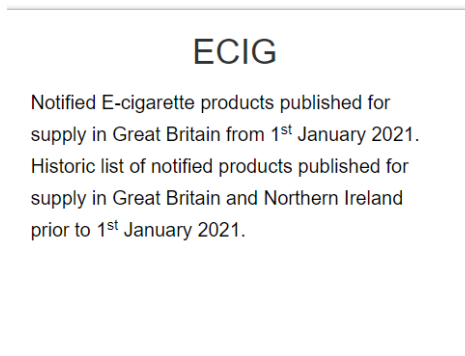 ECIG
Notified E-cigarette products published for
supply in Great Britain from 1st January 2021.
Historic list of notified products published for
supply in Great Britain and Northern Ireland
prior to 1st January 2021.